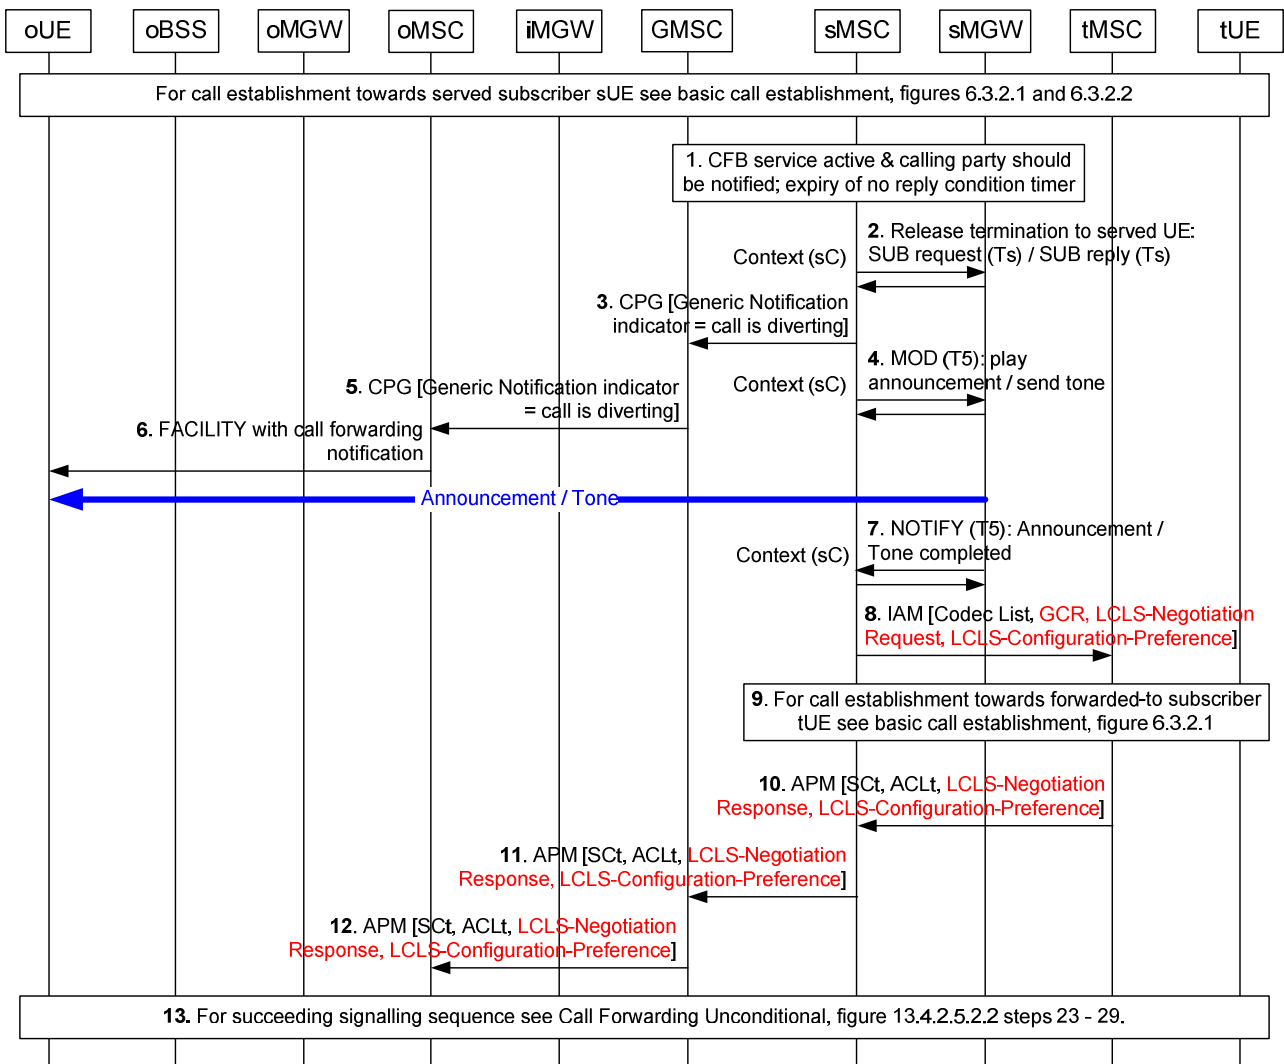 oUE oBSS oMGW oMSC iMGW GMSC sMSC sMGW tMSC tUE
For call establishment towards served subscriber sUE see basic call establishment, figures 6.3.2.1 and 6.3.2.2
1. CFB service active & calling party should
be notified; expiry of no reply condition timer
2. Release termination to served UE:
SUB request (Ts) / SUB reply (Ts)
Context (sC)
3. CPG [Generic Notification
indicator = call is diverting]
4. MOD (T5): play
announcement / send tone
Context (sC)
5. CPG [Generic Notification indicator
= call is diverting]
6. FACILITY with call forwarding
notification
Announcement / Tone
7. NOTIFY (T5): Announcement /
Tone completed
Context (sC)
8. IAM [Codec List, GCR, LCLS-Negotiation
Request, LCLS-Configuration-Preference]
9. For call establishment towards forwarded-to subscriber
tUE see basic call establishment, figure 6.3.2.1
10. APM [SCt, ACLt, LCLS-Negotiation
Response, LCLS-Configuration-Preference]
11. APM [SCt, ACLt, LCLS-Negotiation
Response, LCLS-Configuration-Preference]
12. APM [SCt, ACLt, LCLS-Negotiation
Response, LCLS-Configuration-Preference]
13. For succeeding signalling sequence see Call Forwarding Unconditional, figure 13.4.2.5.2.2 steps 23 - 29.